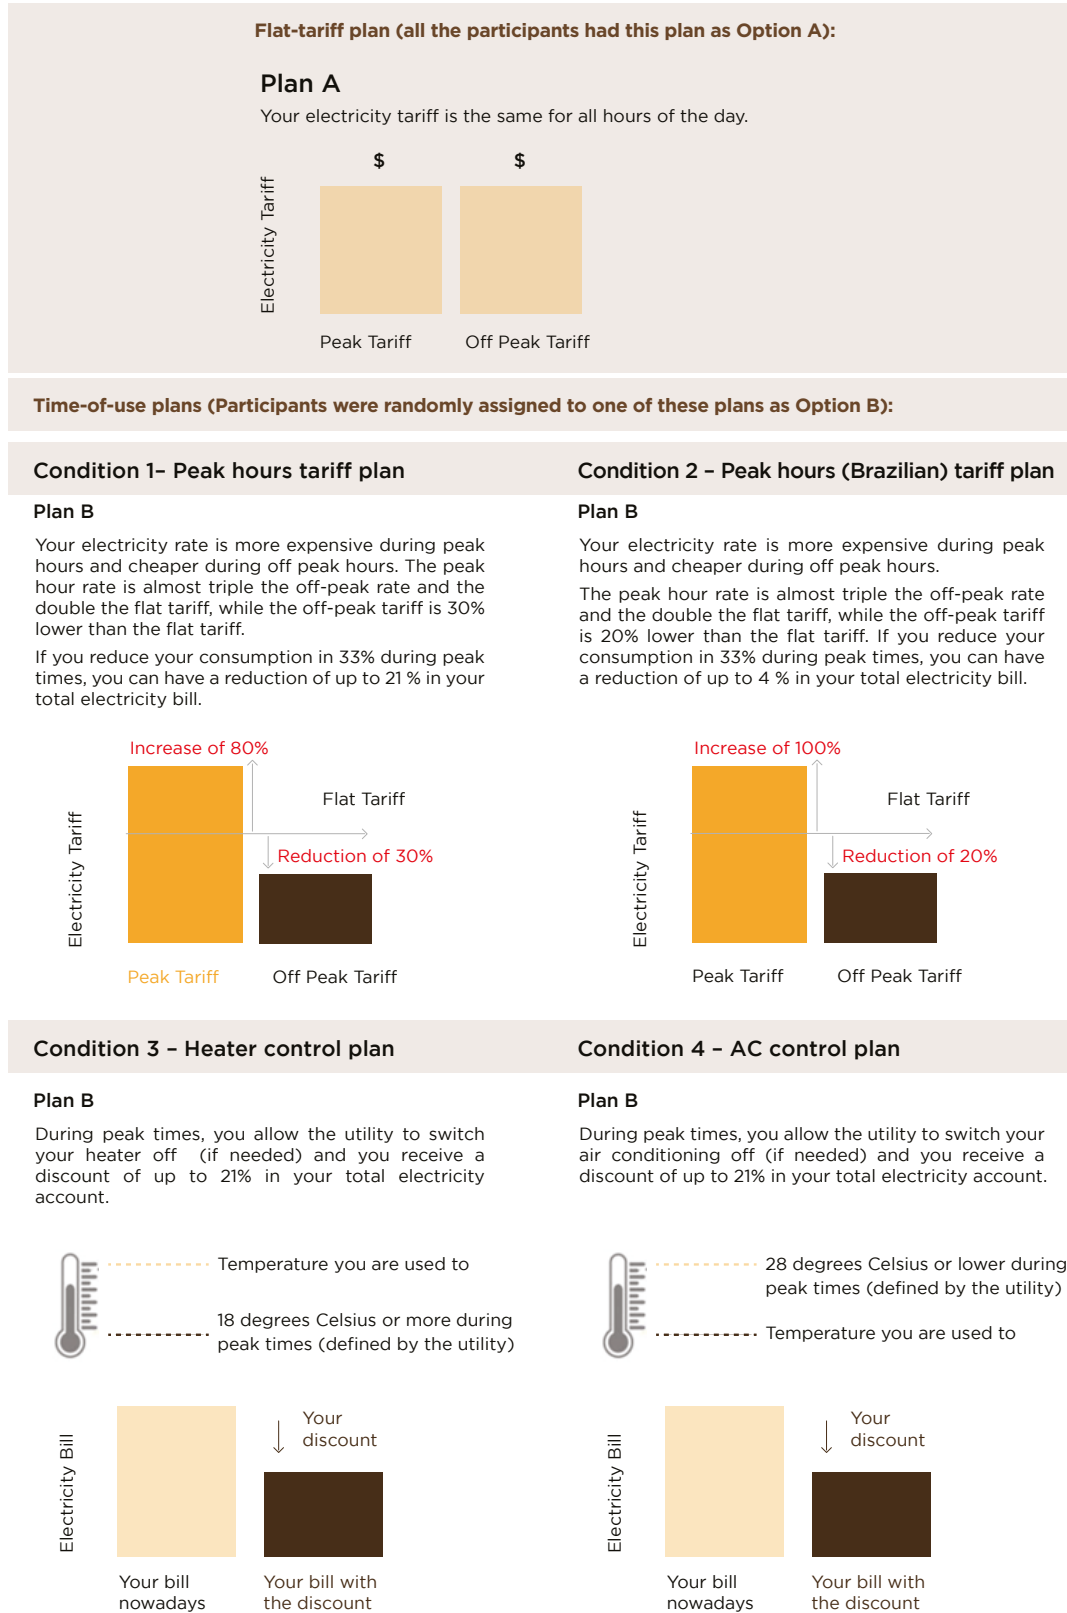 Flat-tariff plan (all the participants had this plan as Option A):
Plan A
Your electricity tariff is the same for all hours of the day.
$ $
Electricity Tariff
Peak Tariff Off Peak Tariff
Time-of-use plans (Participants were randomly assigned to one of these plans as Option B):
Condition 1– Peak hours tariff plan
Plan B
Your electricity rate is more expensive during peak
hours and cheaper during off peak hours. The peak
hour rate is almost triple the off-peak rate and the
double the flat tariff, while the off-peak tariff is 30%
lower than the flat tariff.
If you reduce your consumption in 33% during peak
times, you can have a reduction of up to 21 % in your
total electricity bill.
Increase of 80%
Flat Tariff
Reduction of 30%
Electricity Tariff
Peak Tariff Off Peak Tariff
Condition 2 – Peak hours (Brazilian) tariff plan
Plan B
Your electricity rate is more expensive during peak
hours and cheaper during off peak hours.
The peak hour rate is almost triple the off-peak rate
and the double the flat tariff, while the off-peak tariff
is 20% lower than the flat tariff. If you reduce your
consumption in 33% during peak times, you can have
a reduction of up to 4 % in your total electricity bill.
Increase of 100%
Flat Tariff
Reduction of 20%
Electricity Tariff
Peak Tariff Off Peak Tariff
Condition 3 – Heater control plan
Plan B
During peak times, you allow the utility to switch
your heater off (if needed) and you receive a
discount of up to 21% in your total electricity
account.
Temperature you are used to
18 degrees Celsius or more during
peak times (defined by the utility)
Your
discount
Electricity Bill
Your bill
nowadays
Your bill with
the discount
Condition 4 – AC control plan
Plan B
During peak times, you allow the utility to switch your
air conditioning off (if needed) and you receive a
discount of up to 21% in your total electricity account.
28 degrees Celsius or lower during
peak times (defined by the utility)
Temperature you are used to
Your
discount
Electricity Bill
Your bill
nowadays
Your bill with
the discount